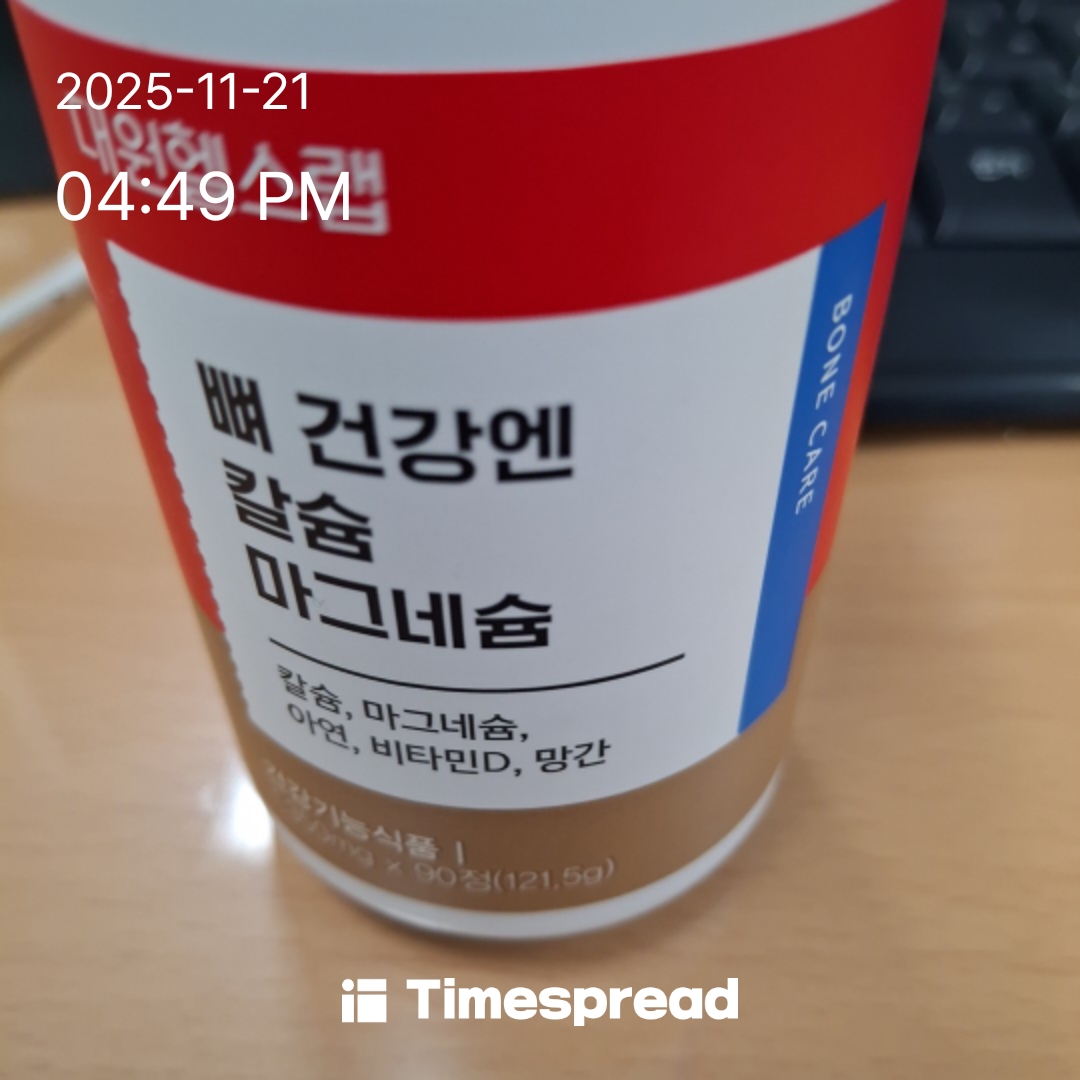 2025-11-21
대원헬스랩
04:49 PM
BONE CARE
뼈 건강엔
칼슘
마그네슘
칼슘, 마그네슘,
아연, 비타민D, 망간
건강기능식품 |
x 90정(121.5g)
Timespread